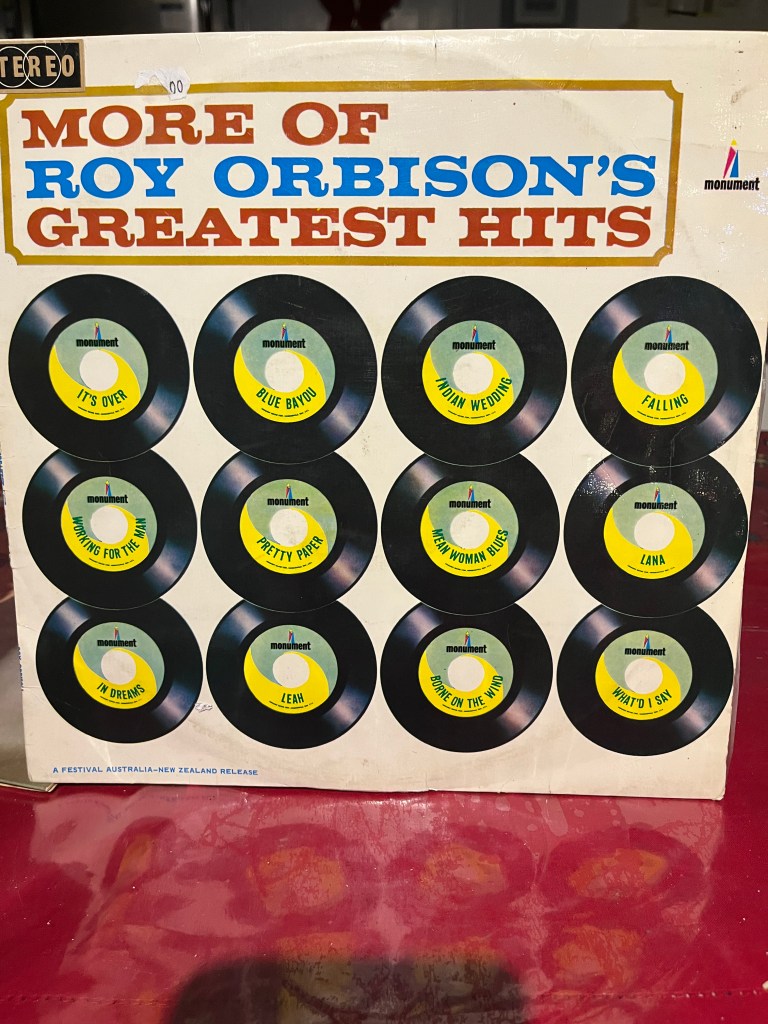 TEREO
00
MORE OF
ROY ORBISON'S
GREATEST HITS
monument
monument
IT'S OVER
monument
BLUE BAYOU
monument
INDIAN WEDDING
monument
FALLING
monument
WORKING FOR THE MAN
monument
PRETTY PAPER
monument
MEAN WOMAN BLUES
monument
LANA
monument
IN DREAMS
monument
LEAH
monument
BORNE ON THE WIND
monument
WHAT'D I SAY
A FESTIVAL AUSTRALIA–NEW ZEALAND RELEASE